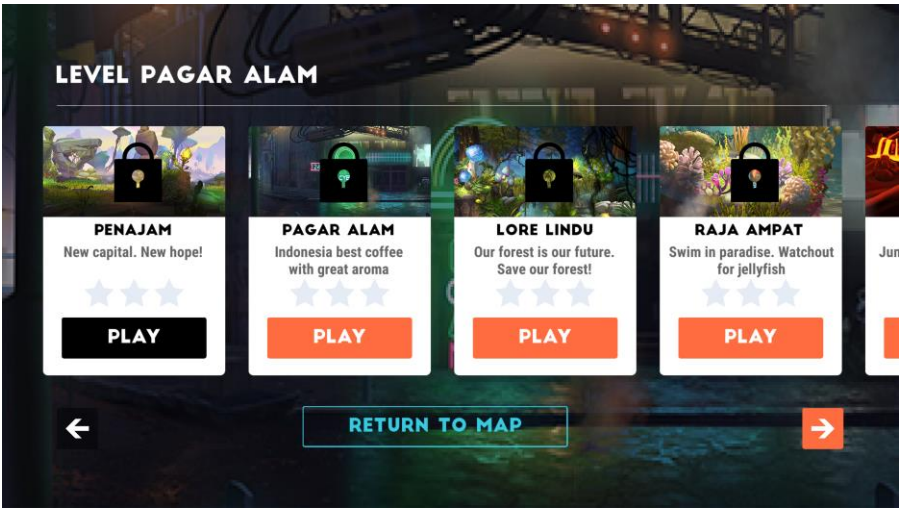 LEVEL PAGAR ALAM
PENAJAM
New capital. New hope!
PLAY
PAGAR ALAM
Indonesia best coffee
with great aroma
PLAY
LORE LINDU
Our forest is our future.
Save our forest!
PLAY
RAJA AMPAT
Swim in paradise. Watchout
for jellyfish
PLAY
RETURN TO MAP